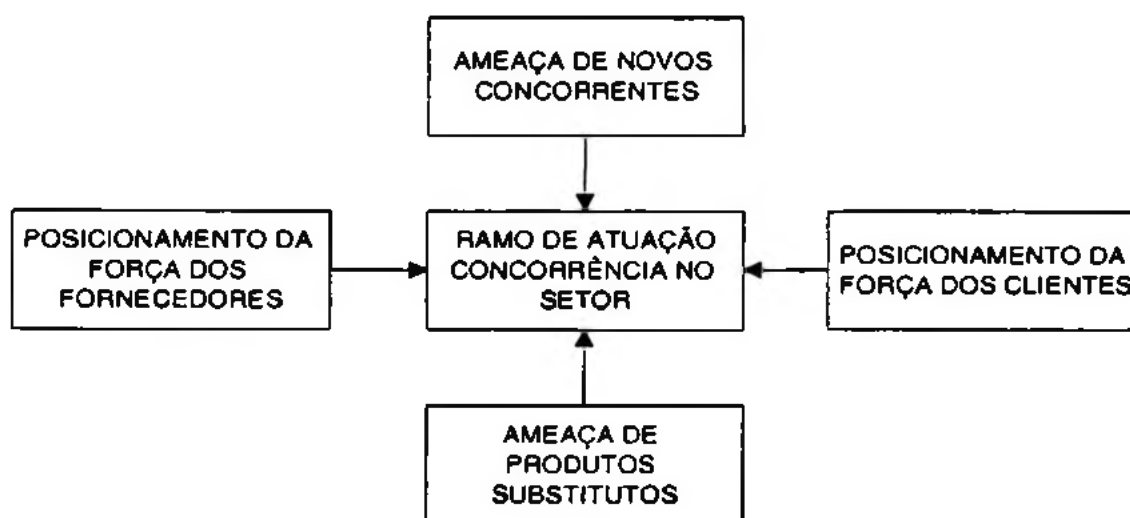 AMEAÇA DE NOVOS
CONCORRENTES
POSICIONAMENTO DA
FORÇA DOS
FORNECEDORES
RAMO DE ATUAÇÃO
CONCORRÊNCIA NO
SETOR
POSICIONAMENTO DA
FORÇA DOS CLIENTES
AMEAÇA DE
PRODUTOS
SUBSTITUTOS